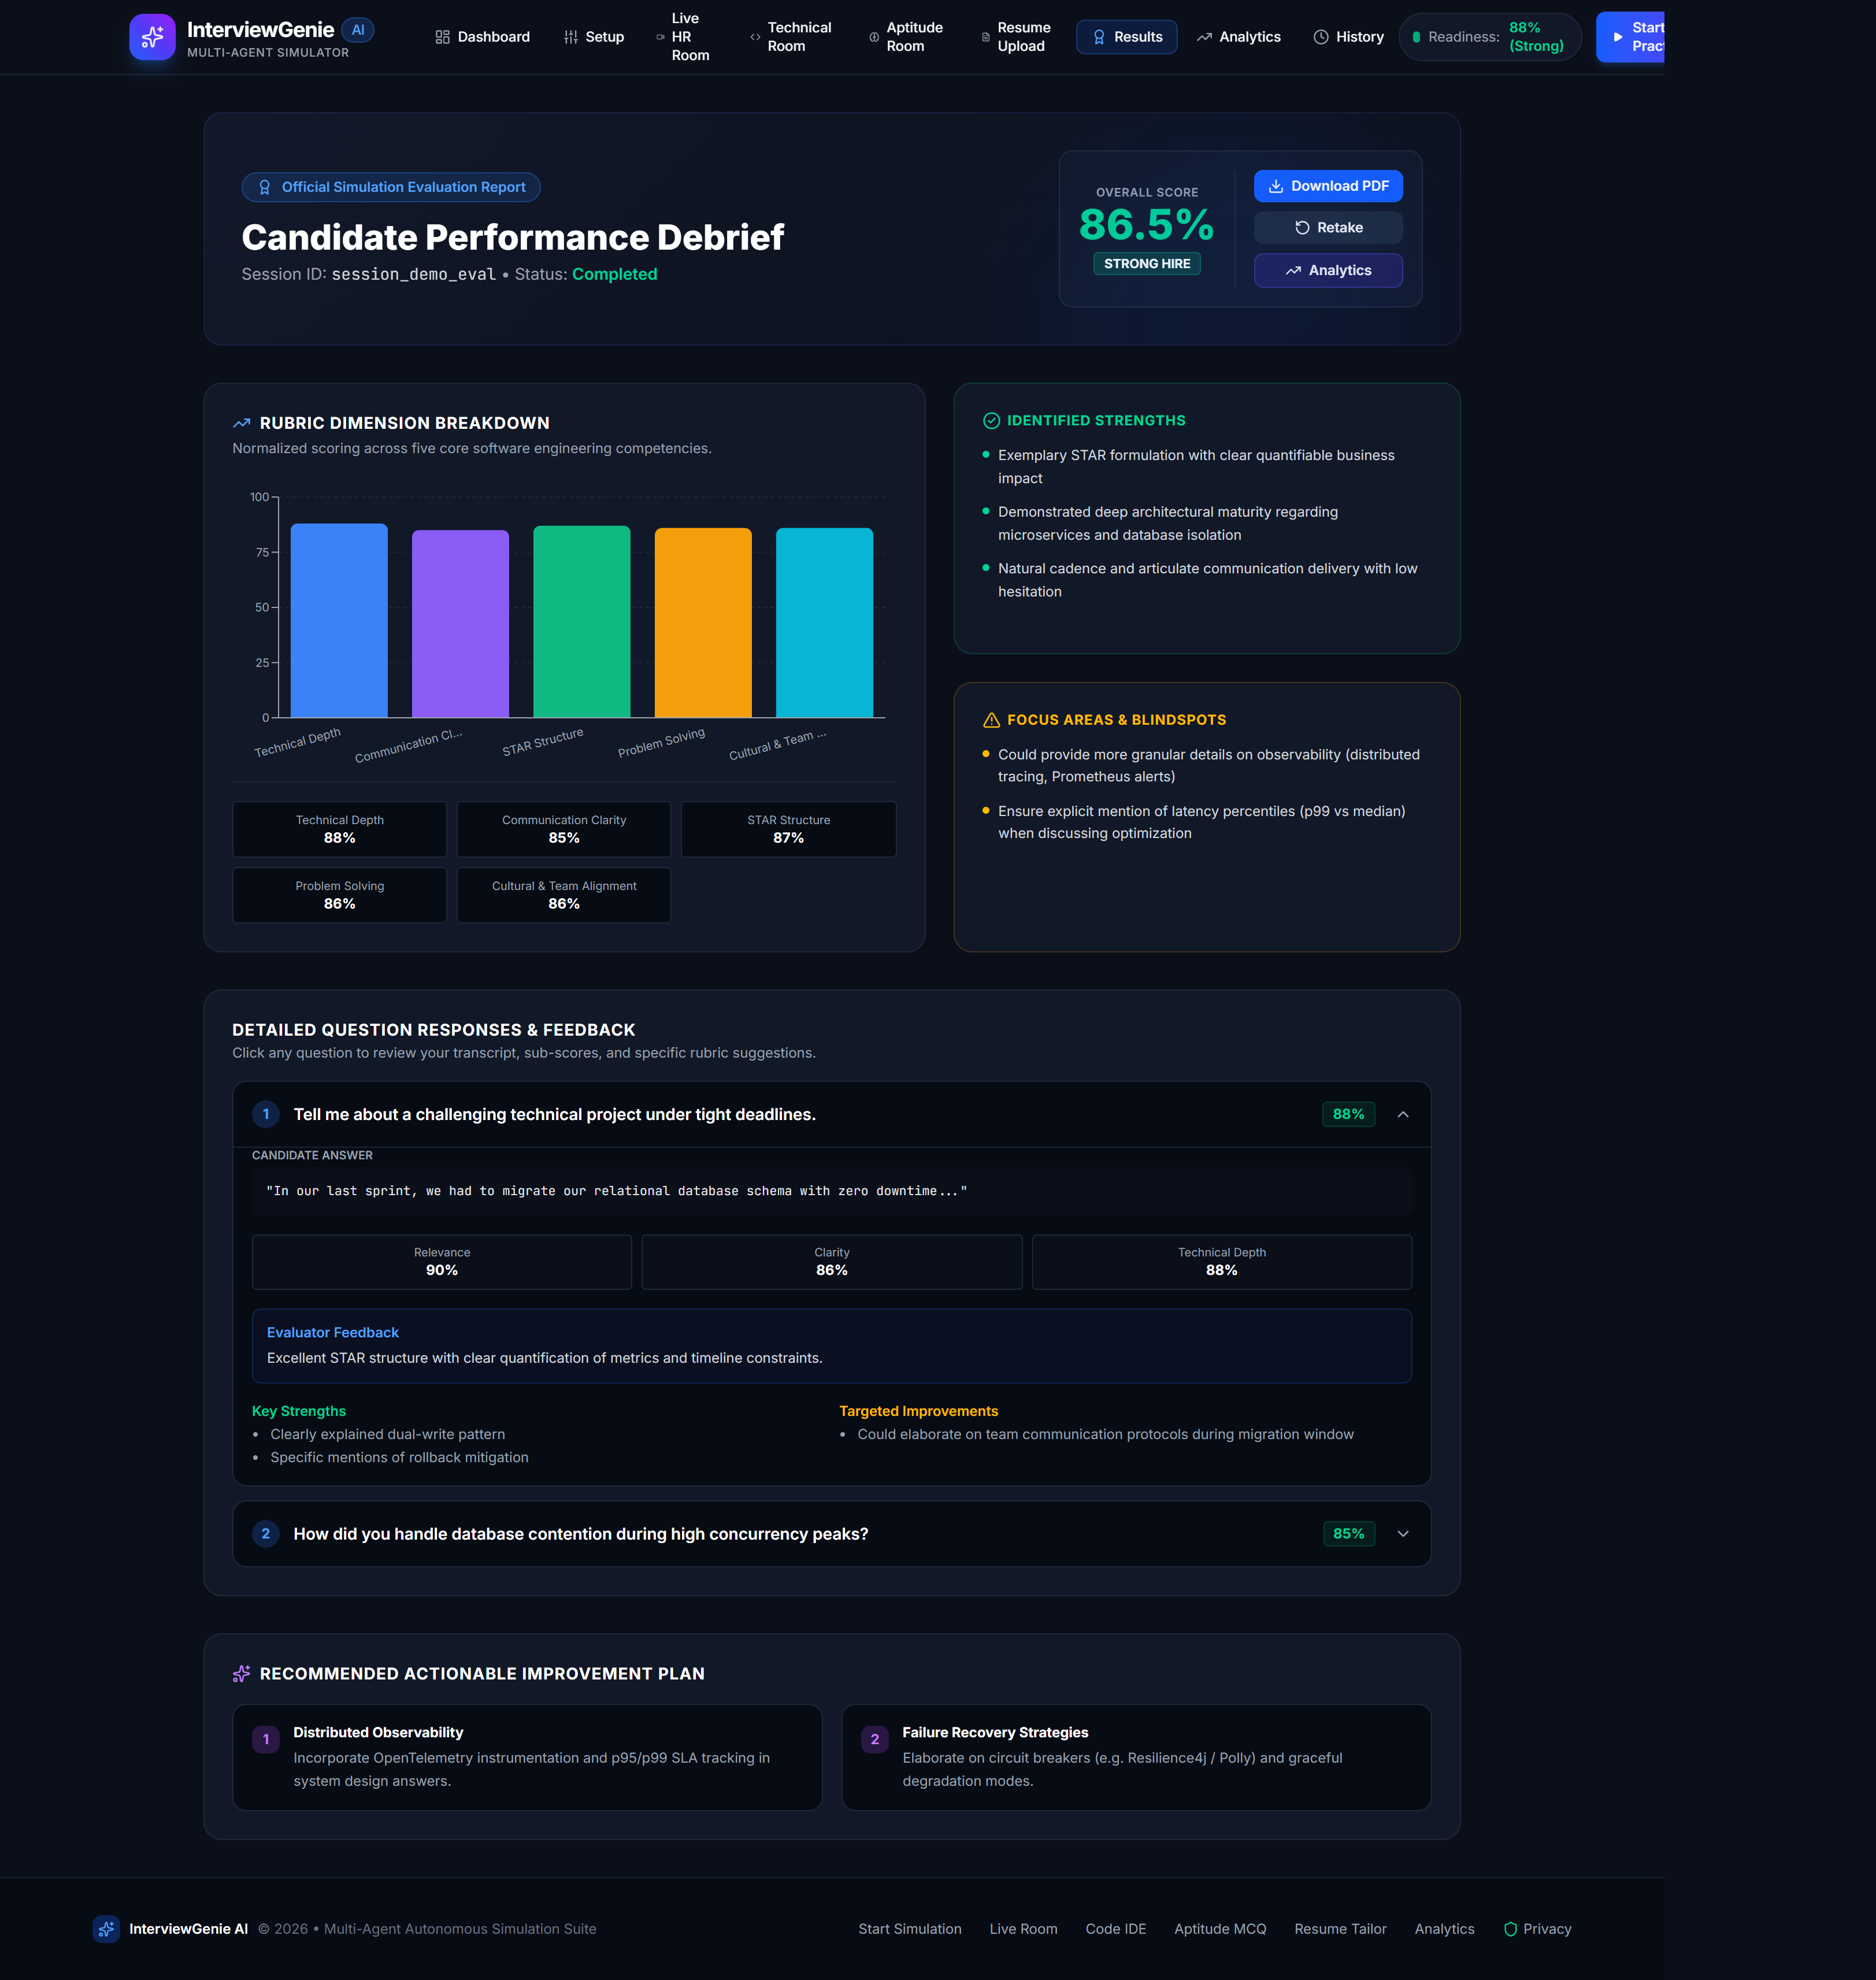 InterviewGenie AI
MULTI-AGENT SIMULATOR
Dashboard
Setup
Live
HR
Room
Technical
Room
Aptitude
Room
Resume
Upload
Results
Analytics
History
Readiness:
88%
(Strong)
Official Simulation Evaluation Report
Candidate Performance Debrief
Session ID: session_demo_eval • Status: Completed
OVERALL SCORE
86.5%
STRONG HIRE
Download PDF
Retake
Analytics
RUBRIC DIMENSION BREAKDOWN
Normalized scoring across five core software engineering competencies.
100
75
50
25
0
Technical Depth
Communication Cl...
STAR Structure
Problem Solving
Cultural & Team ...
Technical Depth
88%
Communication Clarity
85%
STAR Structure
87%
Problem Solving
86%
Cultural & Team Alignment
86%
IDENTIFIED STRENGTHS
Exemplary STAR formulation with clear quantifiable business
impact
Demonstrated deep architectural maturity regarding
microservices and database isolation
Natural cadence and articulate communication delivery with low
hesitation
FOCUS AREAS & BLINDSPOTS
Could provide more granular details on observability (distributed
tracing, Prometheus alerts)
Ensure explicit mention of latency percentiles (p99 vs median)
when discussing optimization
DETAILED QUESTION RESPONSES & FEEDBACK
Click any question to review your transcript, sub-scores, and specific rubric suggestions.
1 Tell me about a challenging technical project under tight deadlines. 88%
CANDIDATE ANSWER
"In our last sprint, we had to migrate our relational database schema with zero downtime..."
Relevance
90%
Clarity
86%
Technical Depth
88%
Evaluator Feedback
Excellent STAR structure with clear quantification of metrics and timeline constraints.
Key Strengths
• Clearly explained dual-write pattern
• Specific mentions of rollback mitigation
Targeted Improvements
• Could elaborate on team communication protocols during migration window
2 How did you handle database contention during high concurrency peaks? 85%
RECOMMENDED ACTIONABLE IMPROVEMENT PLAN
1 Distributed Observability
Incorporate OpenTelemetry instrumentation and p95/p99 SLA tracking in
system design answers.
2 Failure Recovery Strategies
Elaborate on circuit breakers (e.g. Resilience4j / Polly) and graceful
degradation modes.
InterviewGenie AI © 2026 • Multi-Agent Autonomous Simulation Suite
Start Simulation
Live Room
Code IDE
Aptitude MCQ
Resume Tailor
Analytics
Privacy